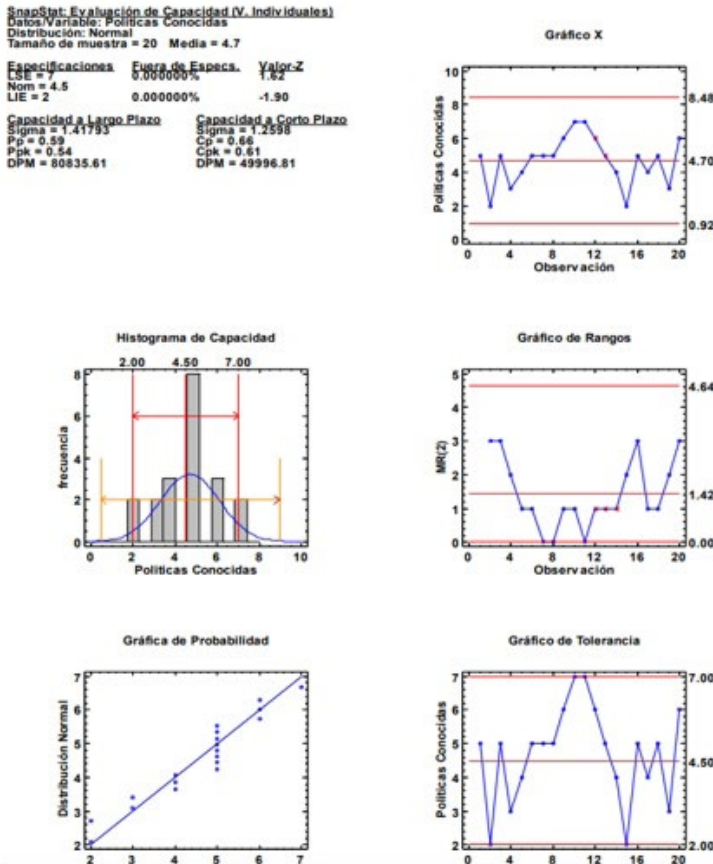 SnapStat: Evaluación de Capacidad (V. Individuales)
Datos/Variable: Políticas Conocidas
Distribución: Normal
Tamaño de muestra = 20 Media = 4.7
Especificaciones Fuera de Especs. Valor-Z
LSE = 7 0.000000% 1.62
Nom = 4.5
LIE = 2 0.000000% -1.90
Capacidad a Largo Plazo Capacidad a Corto Plazo
Sigma = 1.41793 Sigma = 1.2598
Pp = 0.59 Cp = 0.66
Ppk = 0.54 Cpk = 0.61
DPM = 80835.61 DPM = 49996.81
Gráfico X
10
8
6
4
2
0
8.48
4.70
0.92
Políticas Conocidas
0 4 8 12 16 20
Observación
Histograma de Capacidad
2.00 4.50 7.00
8
6
4
2
0
frecuencia
0 2 4 6 8 10
Políticas Conocidas
Gráfico de Rangos
5
4
3
2
1
0
4.64
1.42
0.00
MR(2)
0 4 8 12 16 20
Observación
Gráfica de Probabilidad
7
6
5
4
3
2
Distribución Normal
2 3 4 5 6 7
Gráfico de Tolerancia
7
6
5
4
3
2
7.00
4.50
2.00
Políticas Conocidas
0 4 8 12 16 20